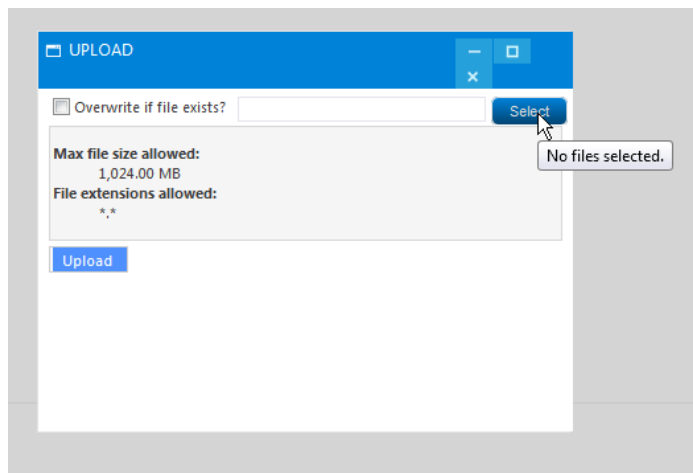 UPLOAD
Overwrite if file exists?
Select
No files selected.
Max file size allowed:
1,024.00 MB
File extensions allowed:
*.*
Upload